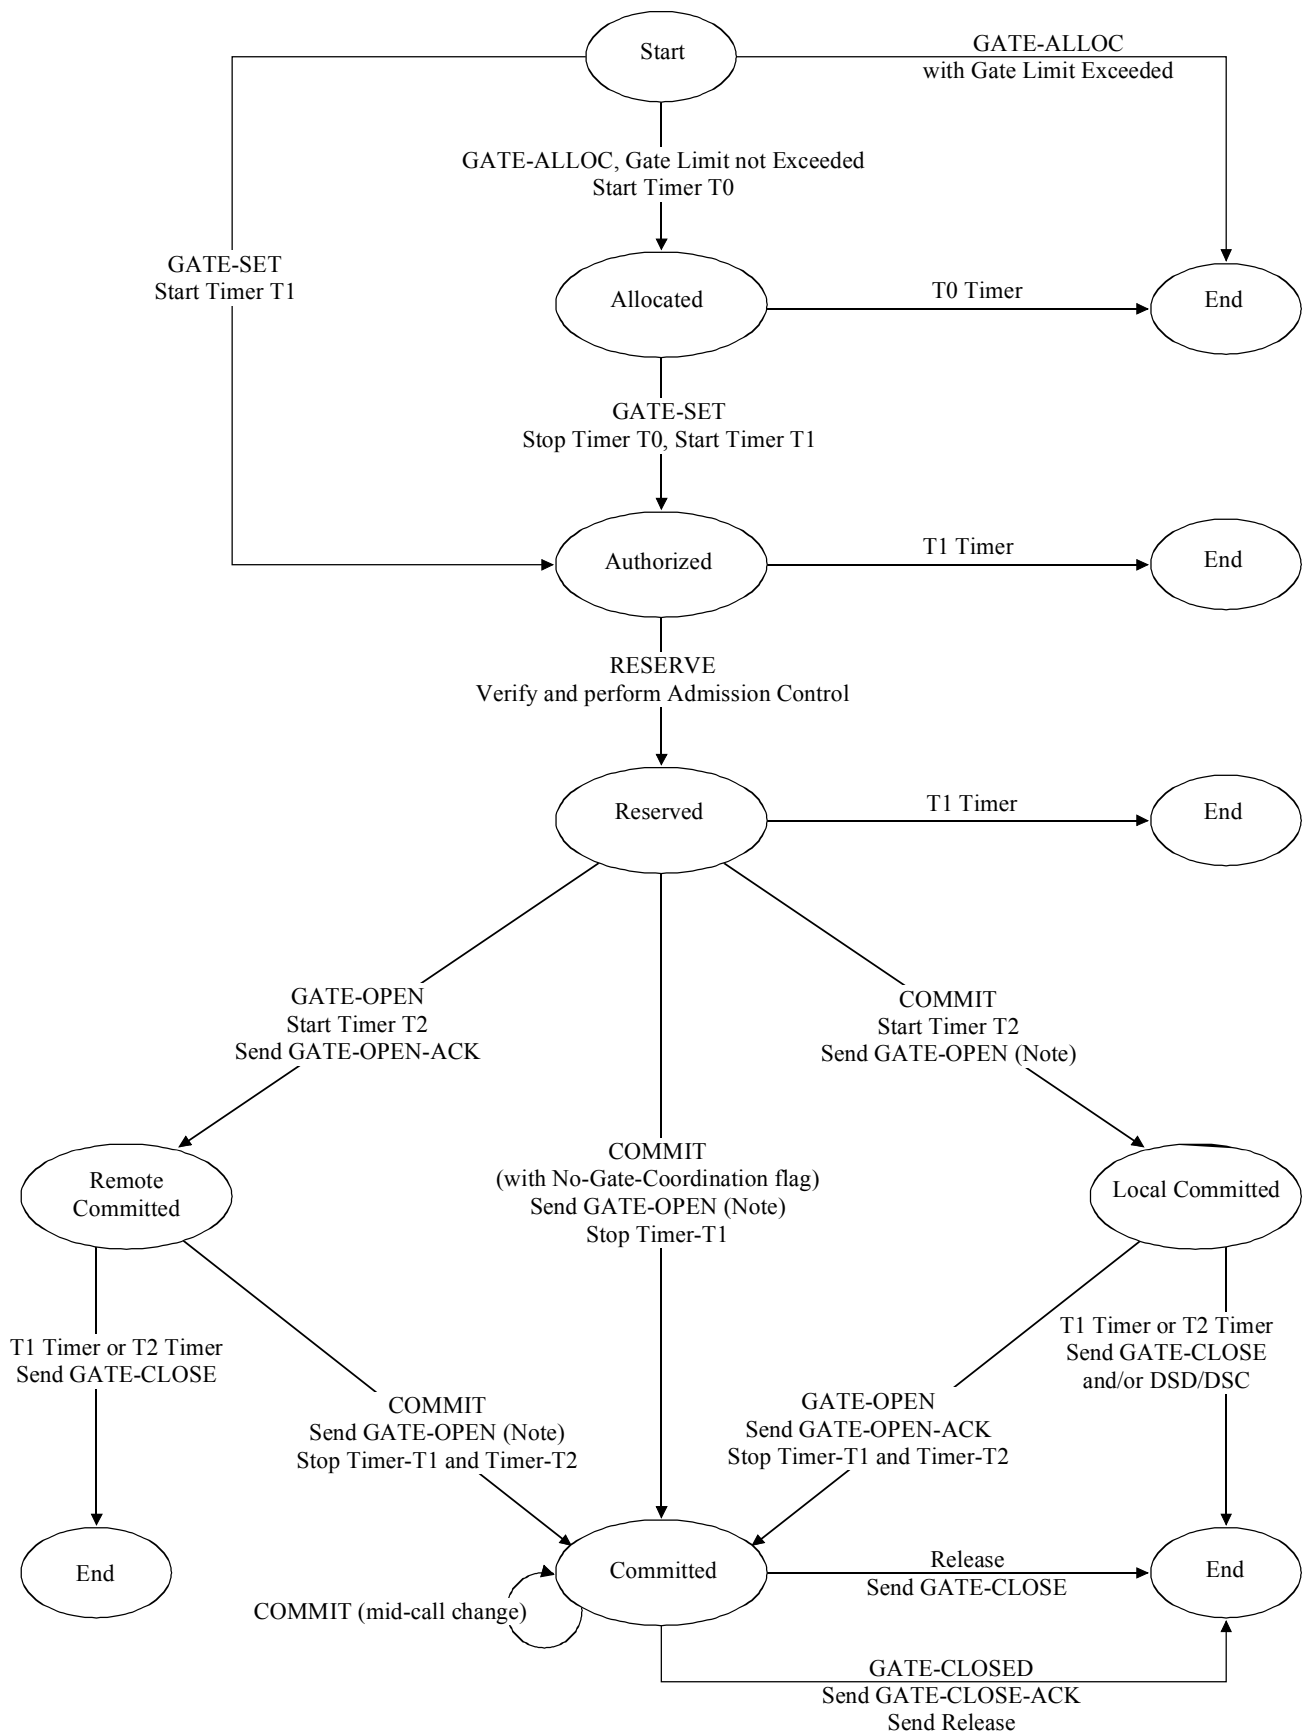 Start
GATE-ALLOC
with Gate Limit Exceeded
GATE-ALLOC, Gate Limit not Exceeded
Start Timer T0
GATE-SET
Start Timer T1
Allocated
T0 Timer
End
GATE-SET
Stop Timer T0, Start Timer T1
Authorized
T1 Timer
End
RESERVE
Verify and perform Admission Control
Reserved
T1 Timer
End
GATE-OPEN
Start Timer T2
Send GATE-OPEN-ACK
COMMIT
Start Timer T2
Send GATE-OPEN (Note)
COMMIT
(with No-Gate-Coordination flag)
Send GATE-OPEN (Note)
Stop Timer-T1
Remote
Committed
Local Committed
T1 Timer or T2 Timer
Send GATE-CLOSE
T1 Timer or T2 Timer
Send GATE-CLOSE
and/or DSD/DSC
COMMIT
Send GATE-OPEN (Note)
Stop Timer-T1 and Timer-T2
GATE-OPEN
Send GATE-OPEN-ACK
Stop Timer-T1 and Timer-T2
End
Committed
Release
Send GATE-CLOSE
End
COMMIT (mid-call change)
GATE-CLOSED
Send GATE-CLOSE-ACK
Send Release